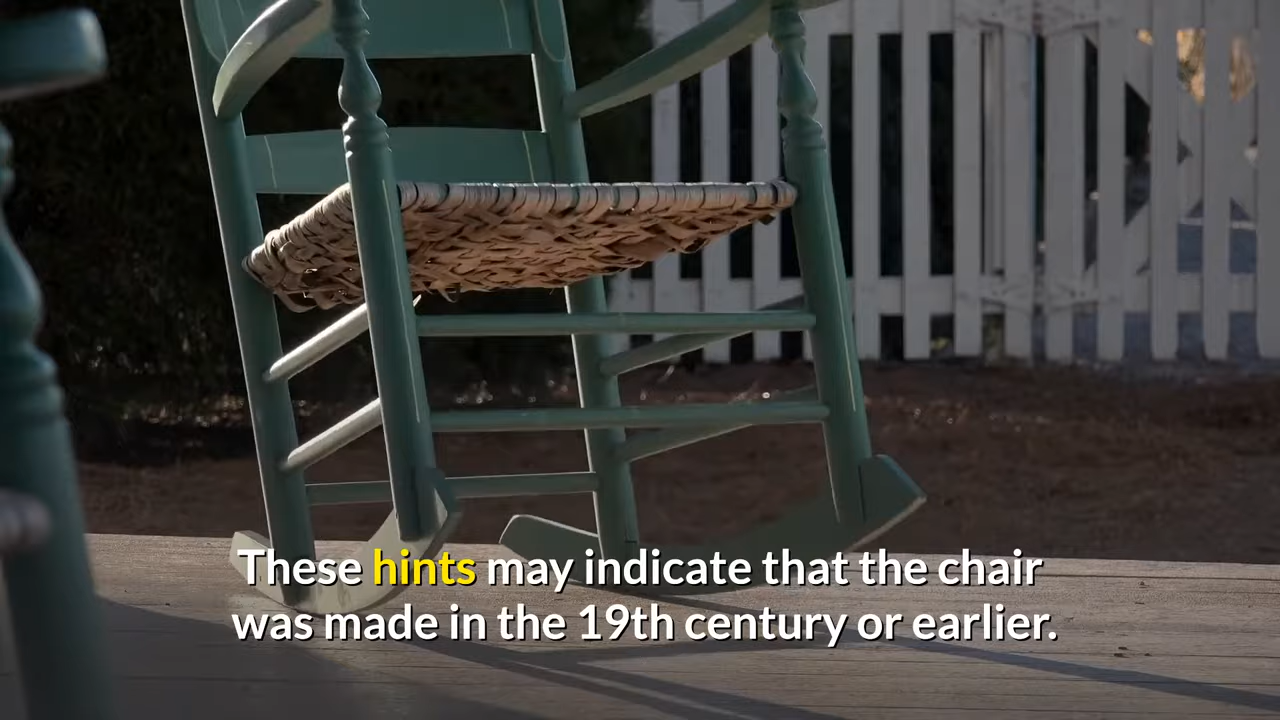 These hints may indicate that the chair
was made in the 19th century or earlier.